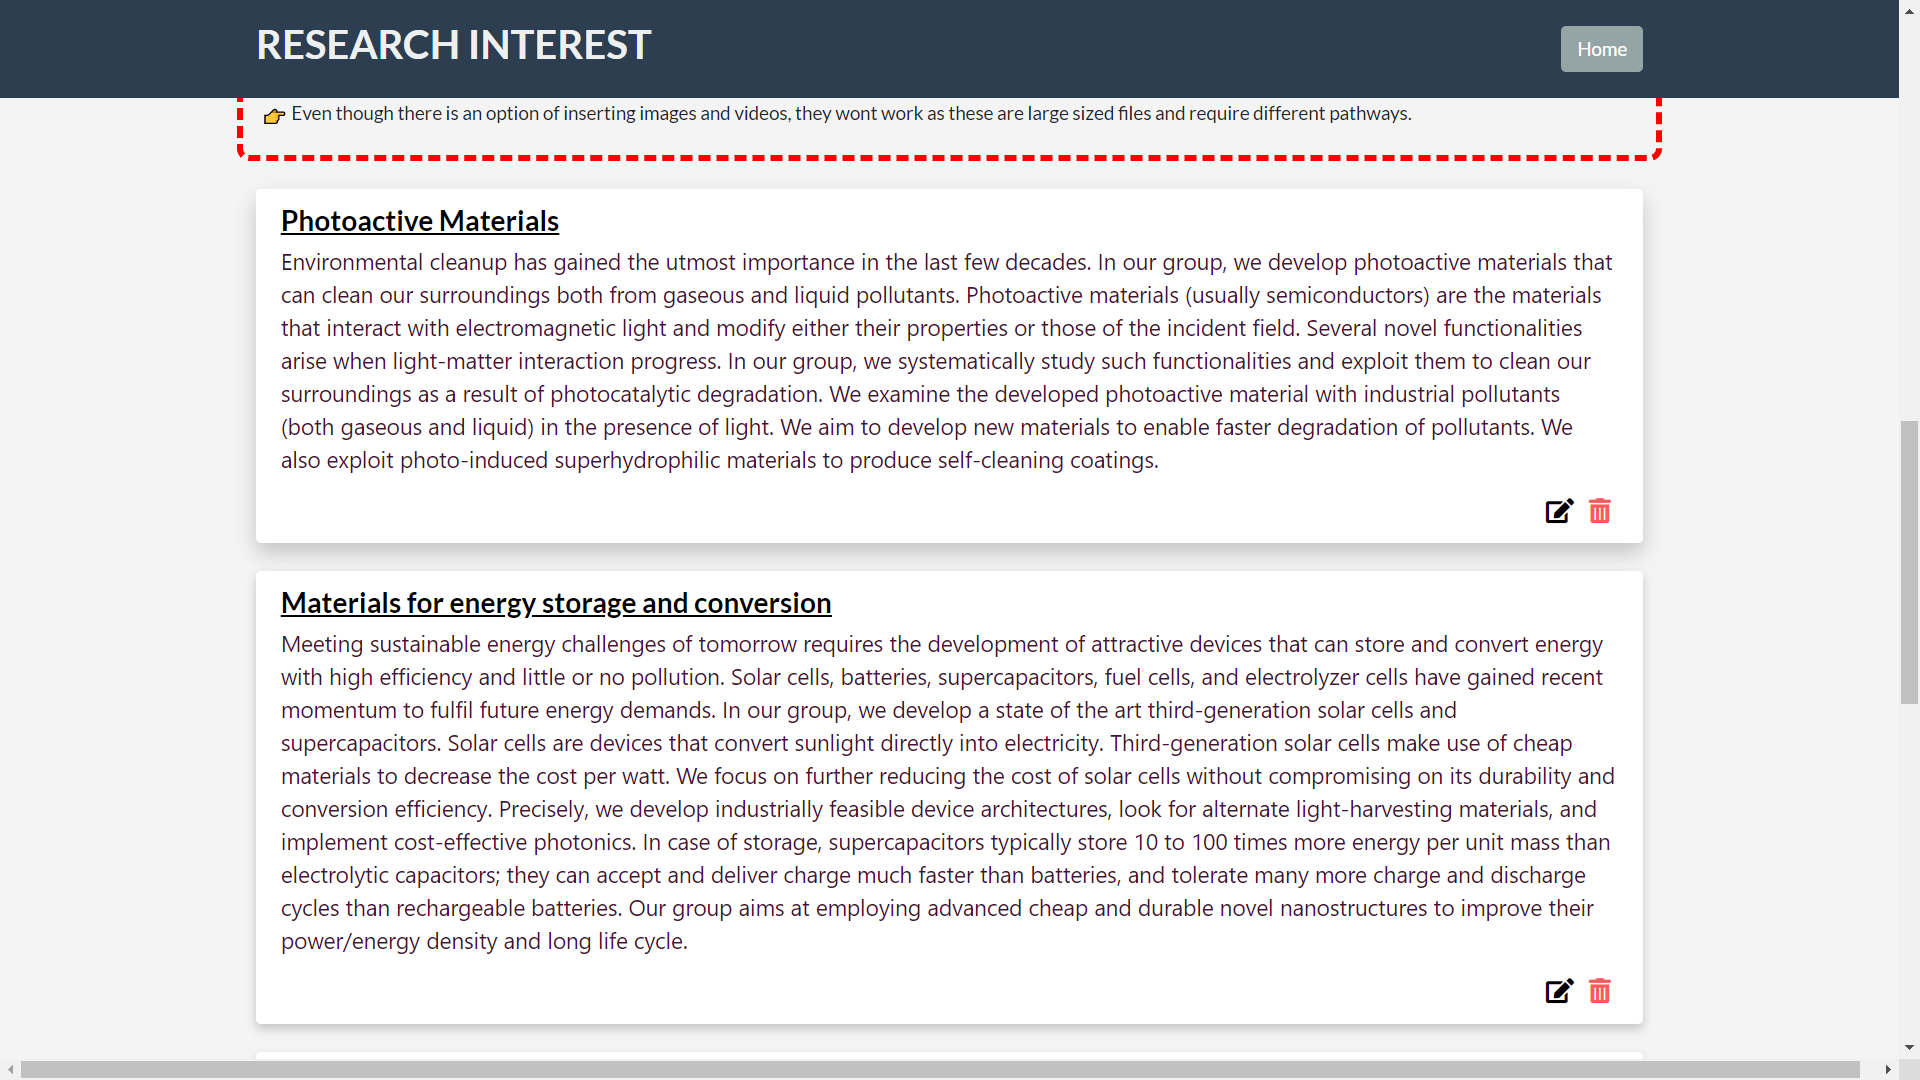 RESEARCH INTEREST
Home
Even though there is an option of inserting images and videos, they wont work as these are large sized files and require different pathways.
Photoactive Materials
Environmental cleanup has gained the utmost importance in the last few decades. In our group, we develop photoactive materials that
can clean our surroundings both from gaseous and liquid pollutants. Photoactive materials (usually semiconductors) are the materials
that interact with electromagnetic light and modify either their properties or those of the incident field. Several novel functionalities
arise when light-matter interaction progress. In our group, we systematically study such functionalities and exploit them to clean our
surroundings as a result of photocatalytic degradation. We examine the developed photoactive material with industrial pollutants
(both gaseous and liquid) in the presence of light. We aim to develop new materials to enable faster degradation of pollutants. We
also exploit photo-induced superhydrophilic materials to produce self-cleaning coatings.
Materials for energy storage and conversion
Meeting sustainable energy challenges of tomorrow requires the development of attractive devices that can store and convert energy
with high efficiency and little or no pollution. Solar cells, batteries, supercapacitors, fuel cells, and electrolyzer cells have gained recent
momentum to fulfil future energy demands. In our group, we develop a state of the art third-generation solar cells and
supercapacitors. Solar cells are devices that convert sunlight directly into electricity. Third-generation solar cells make use of cheap
materials to decrease the cost per watt. We focus on further reducing the cost of solar cells without compromising on its durability and
conversion efficiency. Precisely, we develop industrially feasible device architectures, look for alternate light-harvesting materials, and
implement cost-effective photonics. In case of storage, supercapacitors typically store 10 to 100 times more energy per unit mass than
electrolytic capacitors; they can accept and deliver charge much faster than batteries, and tolerate many more charge and discharge
cycles than rechargeable batteries. Our group aims at employing advanced cheap and durable novel nanostructures to improve their
power/energy density and long life cycle.